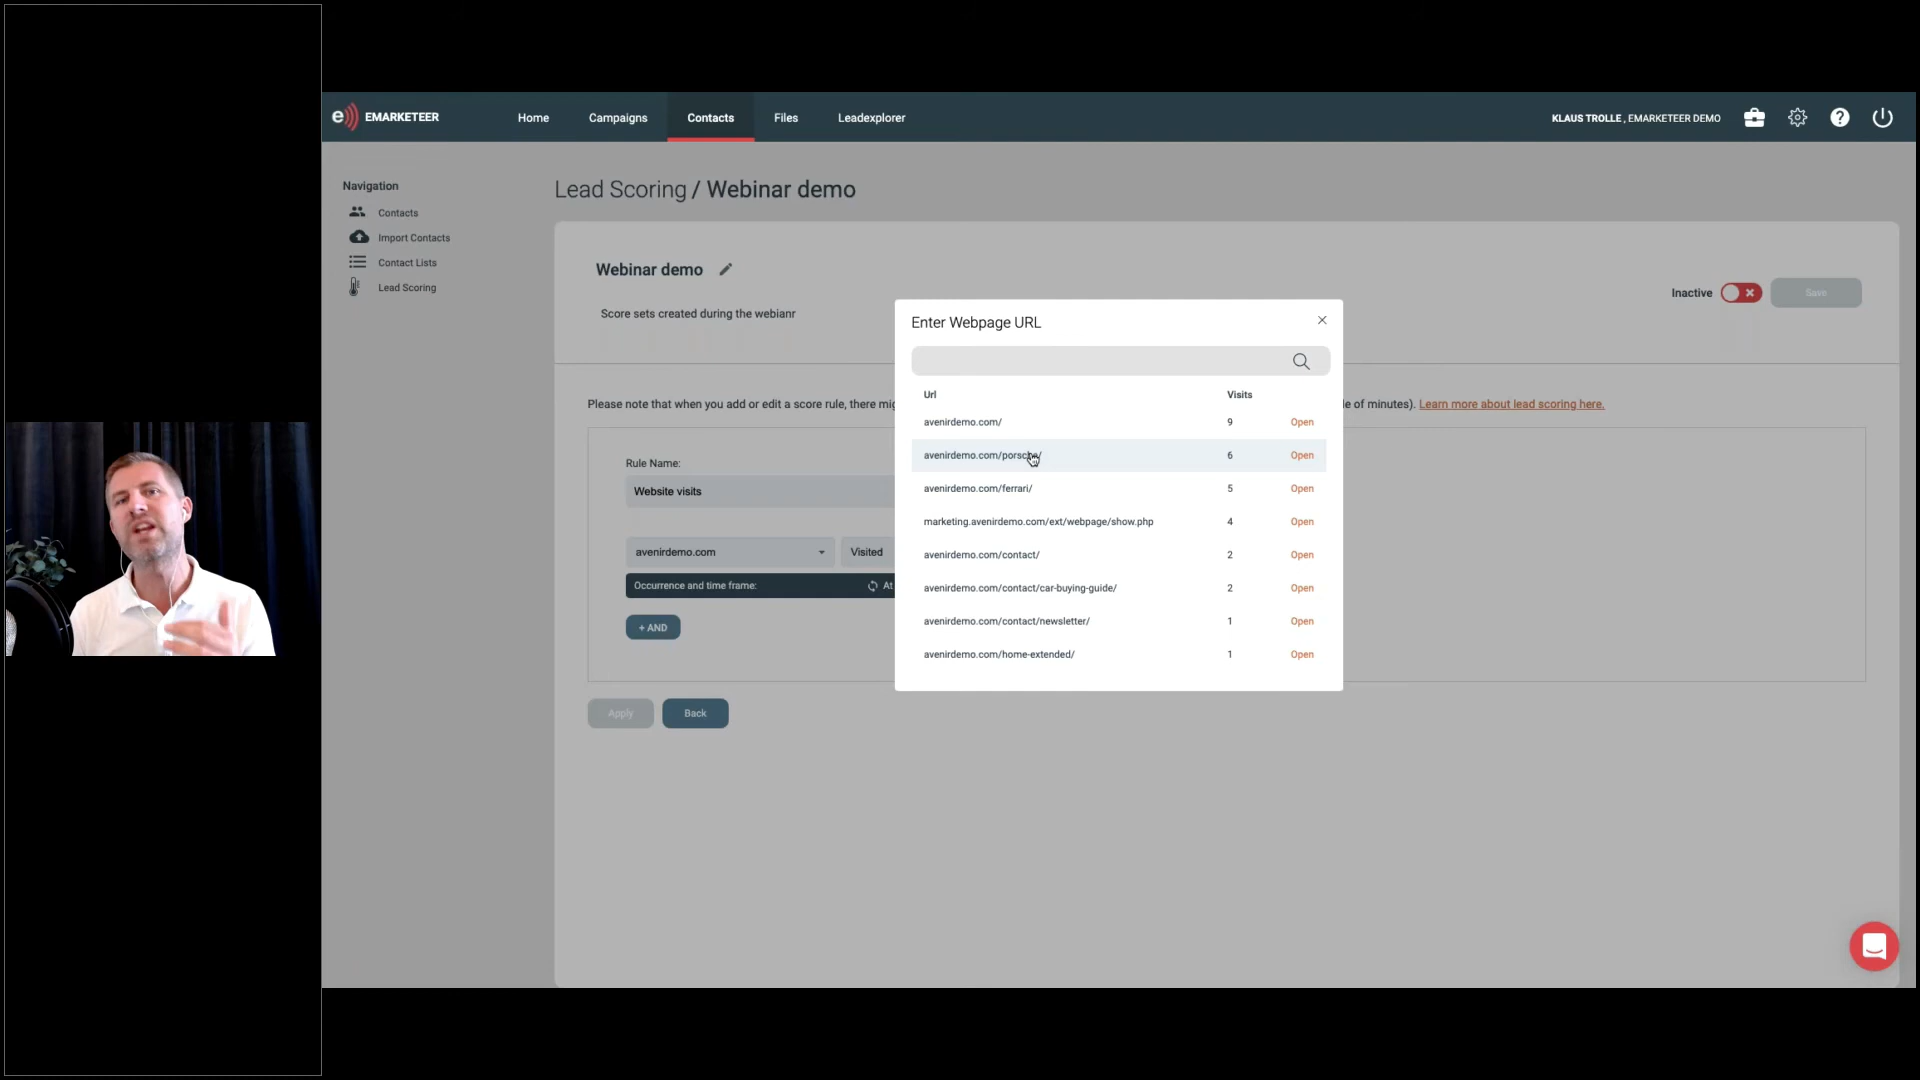 e EMARKETEER
Home Campaigns Contacts Files Leadexplorer
KLAUS TROLLE , EMARKETEER DEMO
Navigation
Contacts
Import Contacts
Contact Lists
Lead Scoring
Lead Scoring / Webinar demo
Webinar demo
Score sets created during the webianr
Inactive
Save
Please note that when you add or edit a score rule, there
le of minutes). Learn more about lead scoring here.
Rule Name:
Website visits
avenirdemo.com
Visited
Occurrence and time frame:
At
+ AND
Apply
Back
Enter Webpage URL
Url Visits
avenirdemo.com/ 9 Open
avenirdemo.com/porsche/ 6 Open
avenirdemo.com/ferrari/ 5 Open
marketing.avenirdemo.com/ext/webpage/show.php 4 Open
avenirdemo.com/contact/ 2 Open
avenirdemo.com/contact/car-buying-guide/ 2 Open
avenirdemo.com/contact/newsletter/ 1 Open
avenirdemo.com/home-extended/ 1 Open